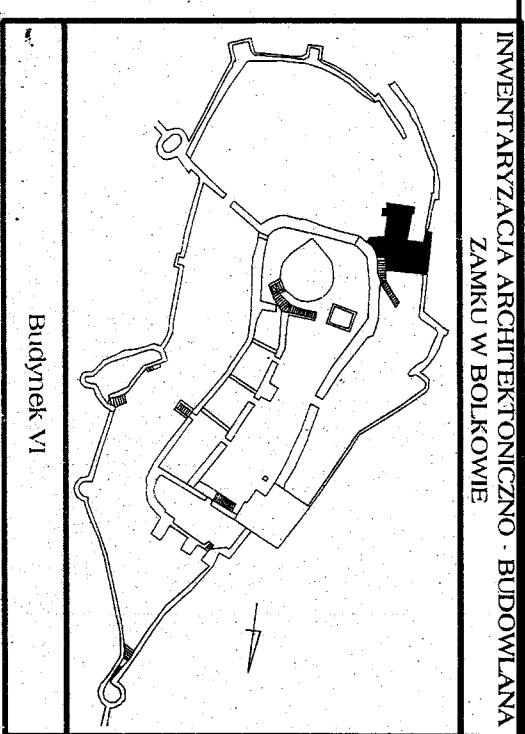 INWENTARYZACJA ARCHITEKTONICZNO - BUDOWLANA
ZAMKU W BOLKOWIE
Budynek VI